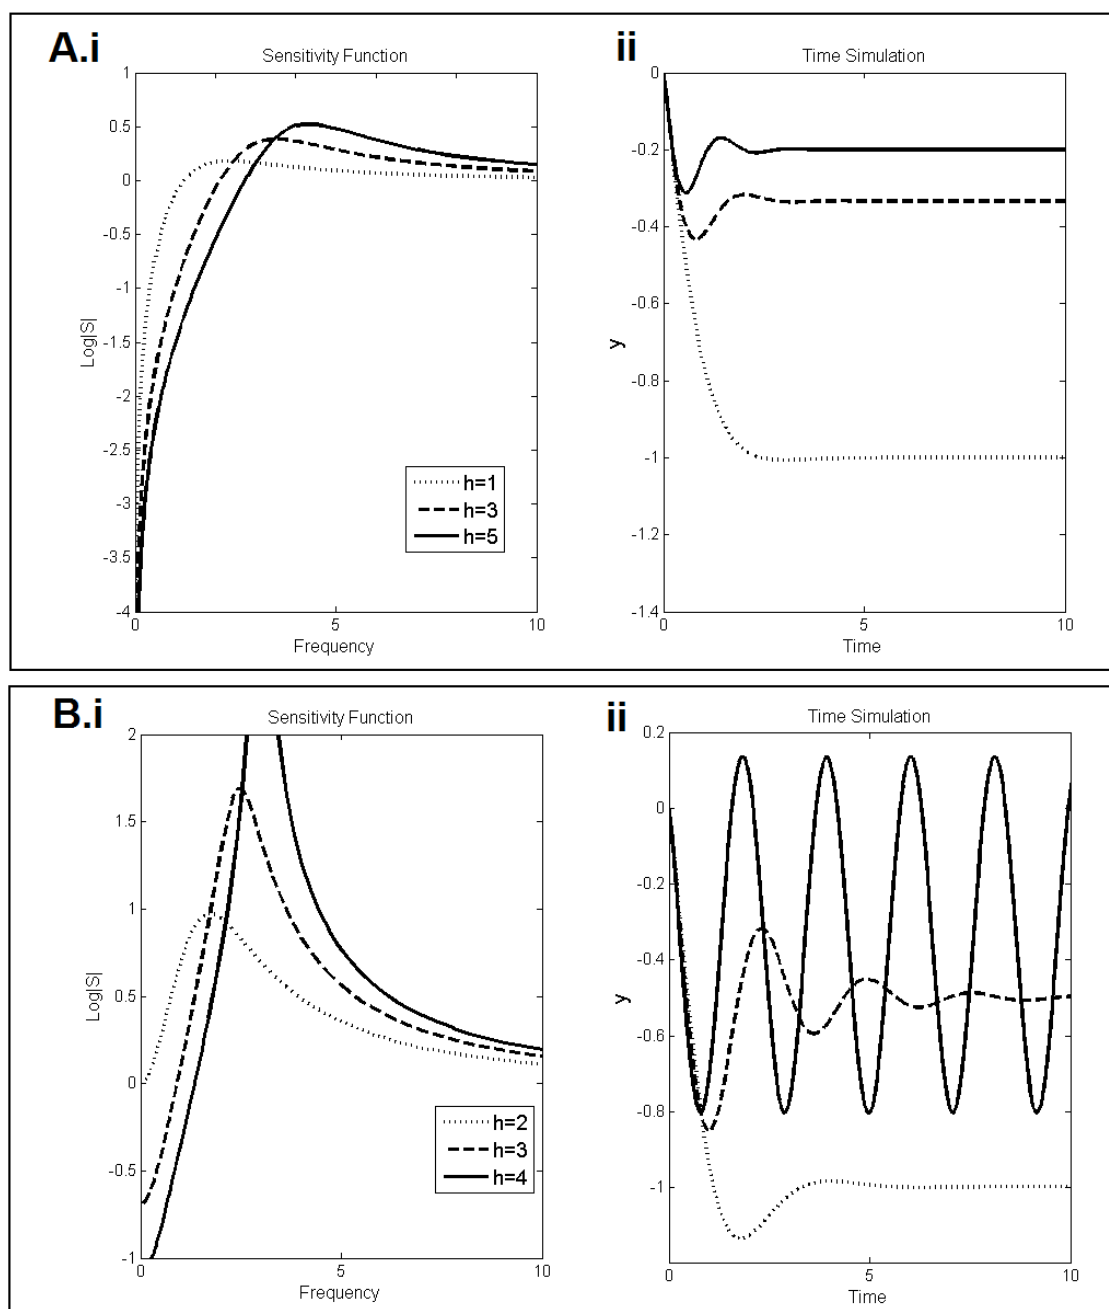 A.i
Sensitivity Function
1
0.5
0
-0.5
-1
-1.5
-2
-2.5
-3
-3.5
-4
Log|S|
0
5
10
Frequency
h=1
h=3
h=5
ii
Time Simulation
0
-0.2
-0.4
-0.6
-0.8
-1
-1.2
-1.4
y
0
5
10
Time
B.i
Sensitivity Function
2
1.5
1
0.5
0
-0.5
-1
Log|S|
0
5
10
Frequency
h=2
h=3
h=4
ii
Time Simulation
0.2
0
-0.2
-0.4
-0.6
-0.8
-1
y
0
5
10
Time